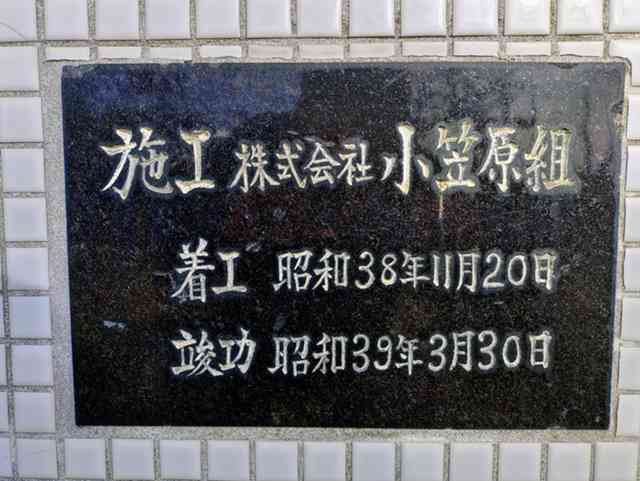 施工 株式会社 小笠原組
着工 昭和38年11月20日
竣功 昭和39年3月30日